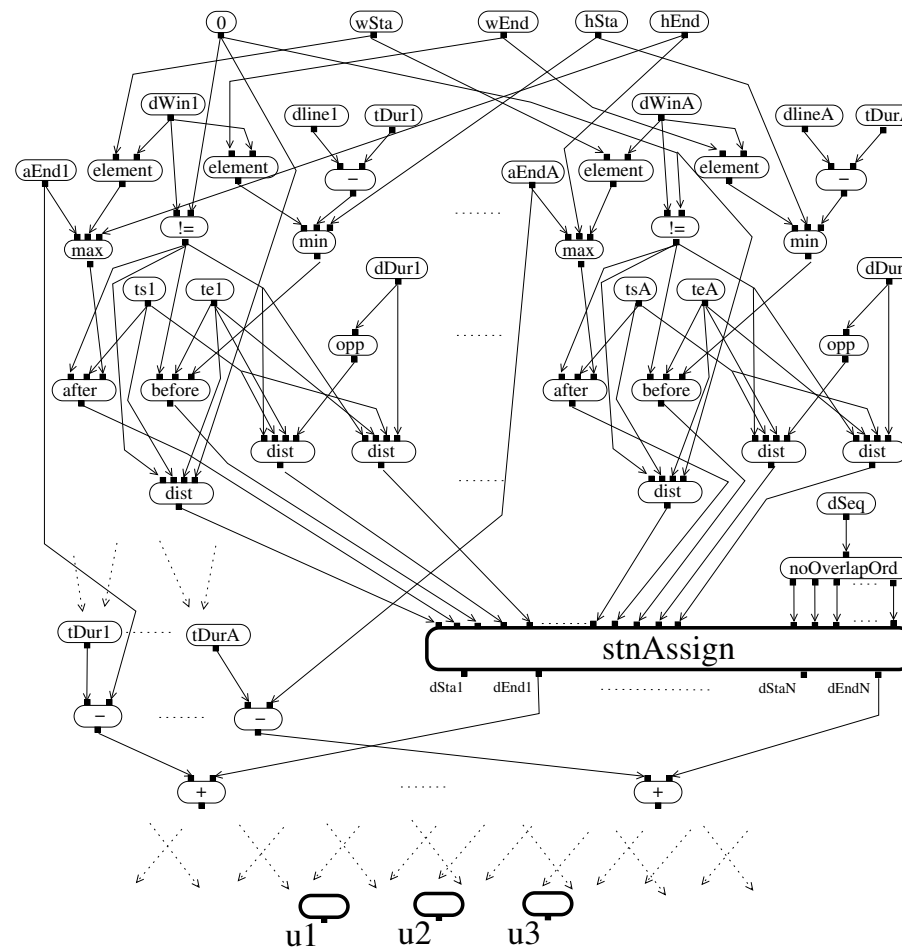 0 wSta wEnd hSta hEnd
dWin1 dline1 tDur1 dWinA dlineA tDurA
aEnd1 element element − aEndA element element −
max != min ........ max != min
ts1 te1 dDur1 tsA teA dDur
opp ........ opp
after before after before
dist dist dist dist
dist ........ dist
dSeq
noOverlapOrd
tDur1 ........ tDurA
stnAssign
dSta1 dEnd1 ................ dStaN dEndN
− ........ −
+ ........ +
u1 u2 u3